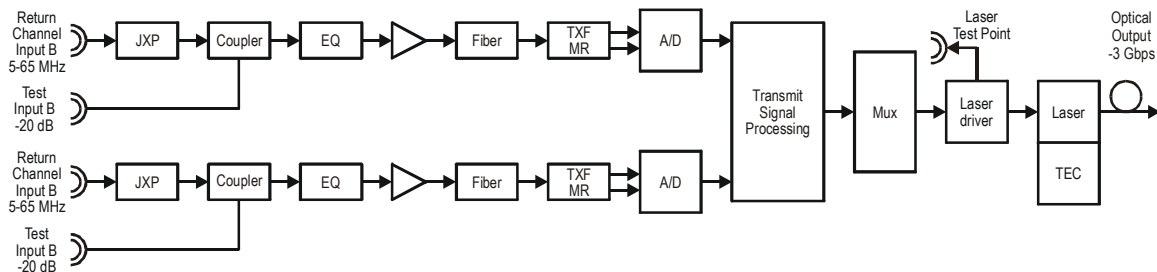 Return
Channel
Input B
5-65 MHz
JXP
Coupler
EQ
Fiber
TXF
MR
A/D
Test
Input B
-20 dB
Return
Channel
Input B
5-65 MHz
JXP
Coupler
EQ
Fiber
TXF
MR
A/D
Test
Input B
-20 dB
Transmit
Signal
Processing
Mux
Laser
Test Point
Laser
driver
Laser
TEC
Optical
Output
-3 Gbps